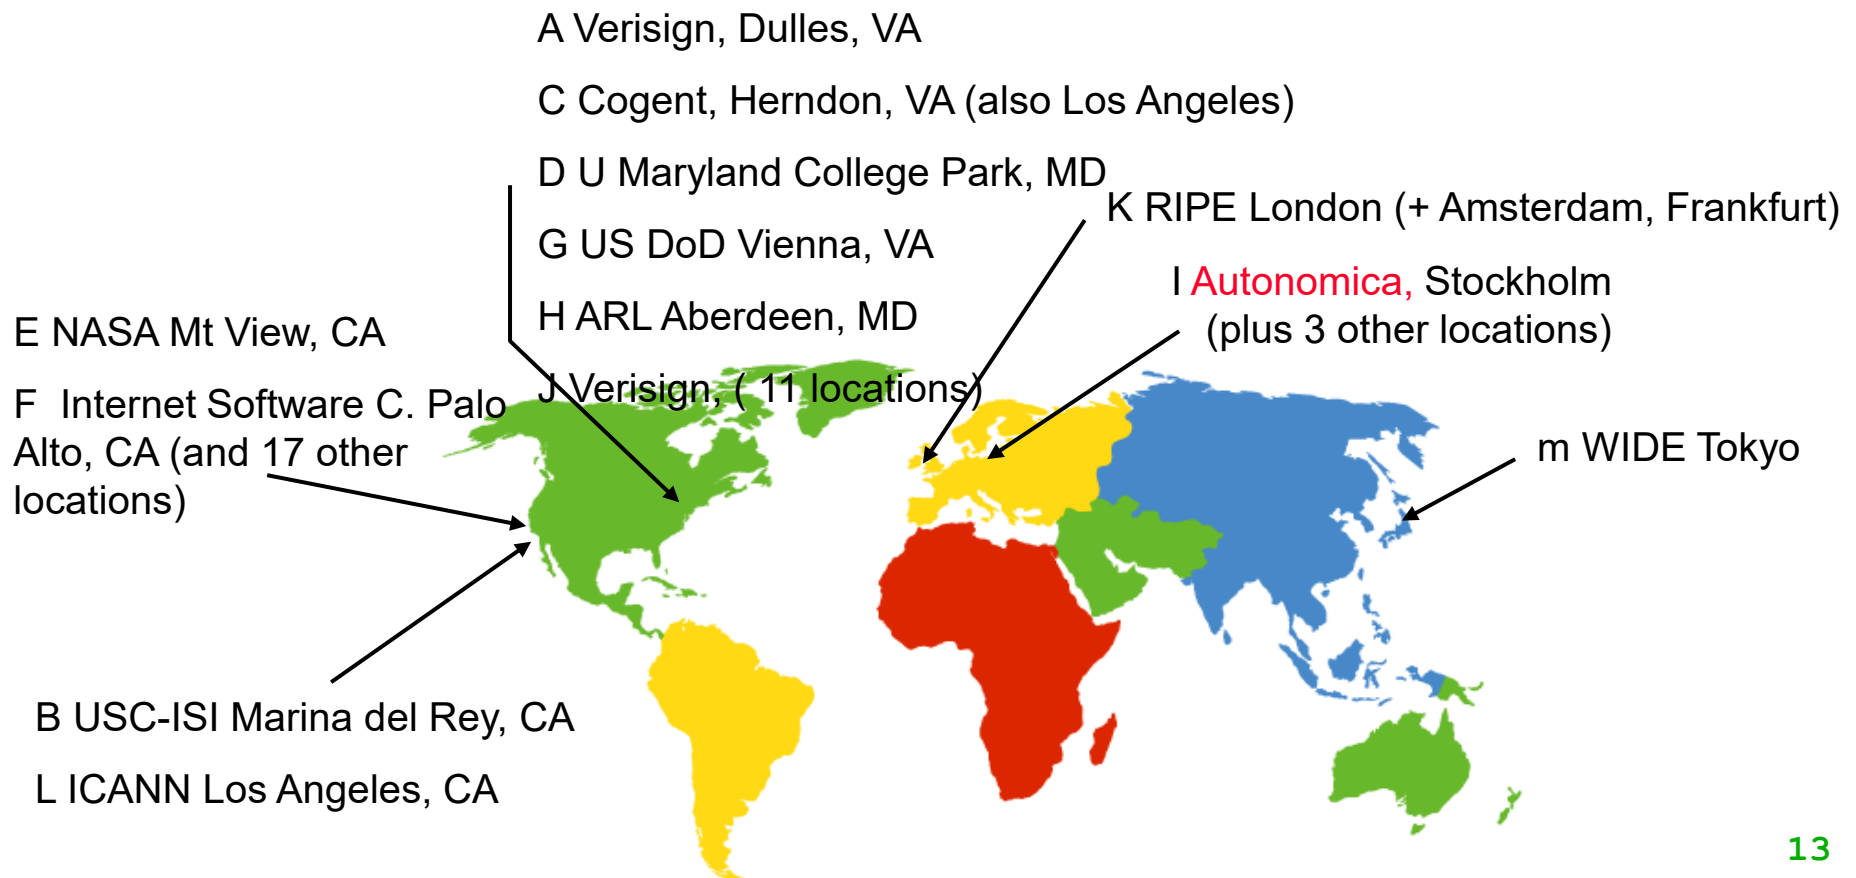 A Verisign, Dulles, VA
C Cogent, Herndon, VA (also Los Angeles)
D U Maryland College Park, MD
G US DoD Vienna, VA
H ARL Aberdeen, MD
J Verisign, ( 11 locations)
K RIPE London (+ Amsterdam, Frankfurt)
I Autonomica, Stockholm
(plus 3 other locations)
E NASA Mt View, CA
F Internet Software C. Palo
Alto, CA (and 17 other
locations)
m WIDE Tokyo
B USC-ISI Marina del Rey, CA
L ICANN Los Angeles, CA
13